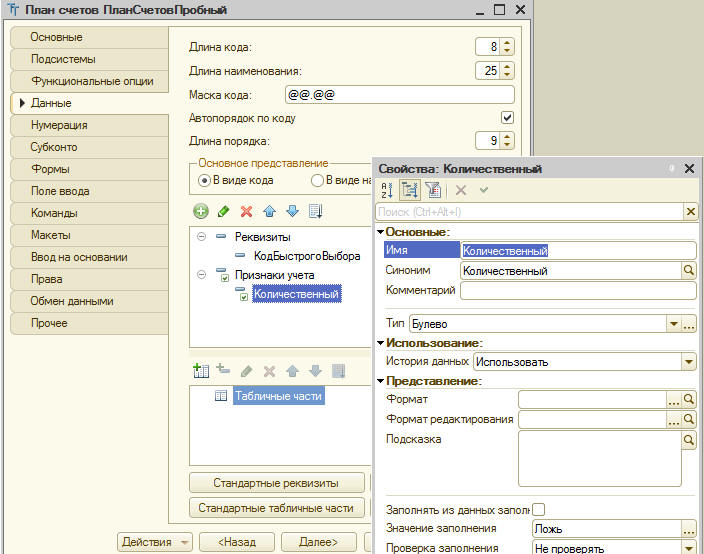 План счетов ПланСчетовПробный
Основные
Подсистемы
Функциональные опции
Данные
Нумерация
Субконто
Формы
Поле ввода
Команды
Макеты
Ввод на основании
Права
Обмен данными
Прочее
Длина кода: 8
Длина наименования: 25
Маска кода: @@.@@
Автопорядок по коду
Длина порядка: 9
Основное представление
В виде кода В виде на
Реквизиты
КодБыстрогоВыбора
Признаки учета
Количественный
Табличные части
Стандартные реквизиты
Стандартные табличные части
Действия <Назад Далее>
Свойства: Количественный
Поиск (Ctrl+Alt+I)
Основные:
Имя Количественный
Синоним Количественный
Комментарий
Тип Булево
Использование:
История данных Использовать
Представление:
Формат
Формат редактирования
Подсказка
Заполнять из данных заполн
Значение заполнения Ложь
Проверка заполнения Не проверять